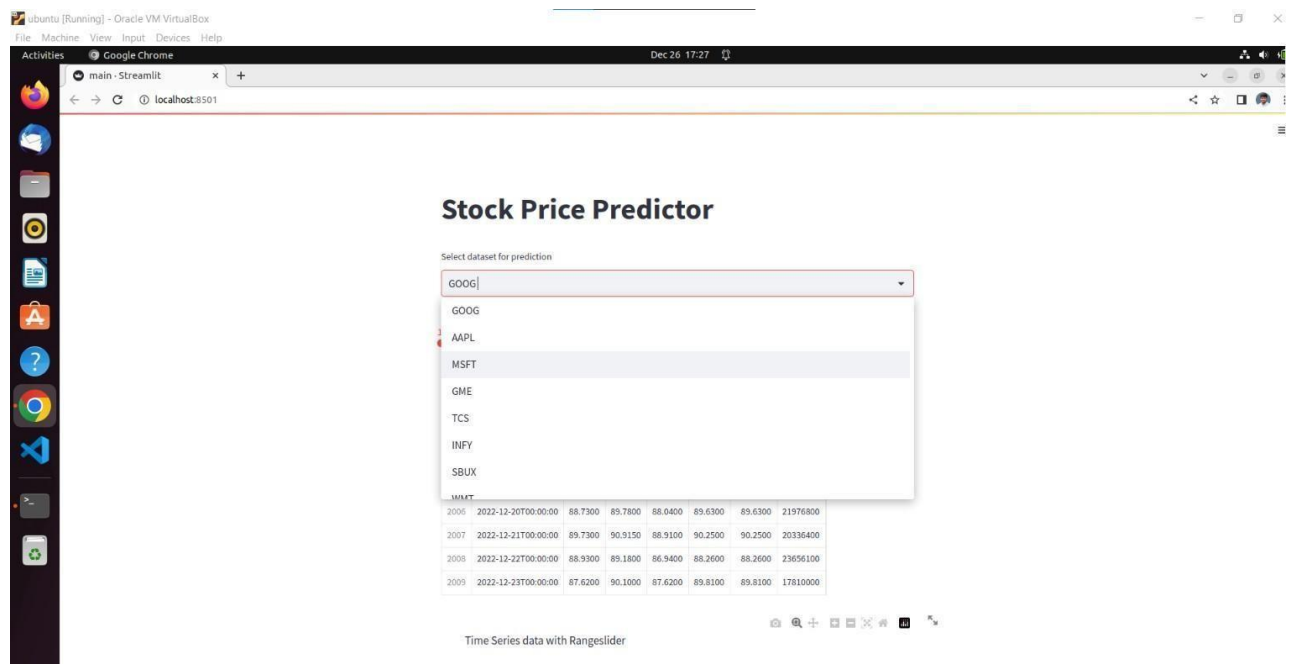 ubuntu [Running] - Oracle VM VirtualBox
File Machine View Input Devices Help
Activities Google Chrome Dec 26 17:27
main · Streamlit
localhost:8501
Stock Price Predictor
Select dataset for prediction
GOOG
GOOG
AAPL
MSFT
GME
TCS
INFY
SBUX
WMT
2006 2022-12-20T00:00:00 88.7300 89.7800 88.0400 89.6300 89.6300 21976800
2007 2022-12-21T00:00:00 89.7300 90.9150 88.9100 90.2500 90.2500 20336400
2008 2022-12-22T00:00:00 88.9300 89.1800 86.9400 88.2600 88.2600 23656100
2009 2022-12-23T00:00:00 87.6200 90.1000 87.6200 89.8100 89.8100 17810000
Time Series data with Rangeslider